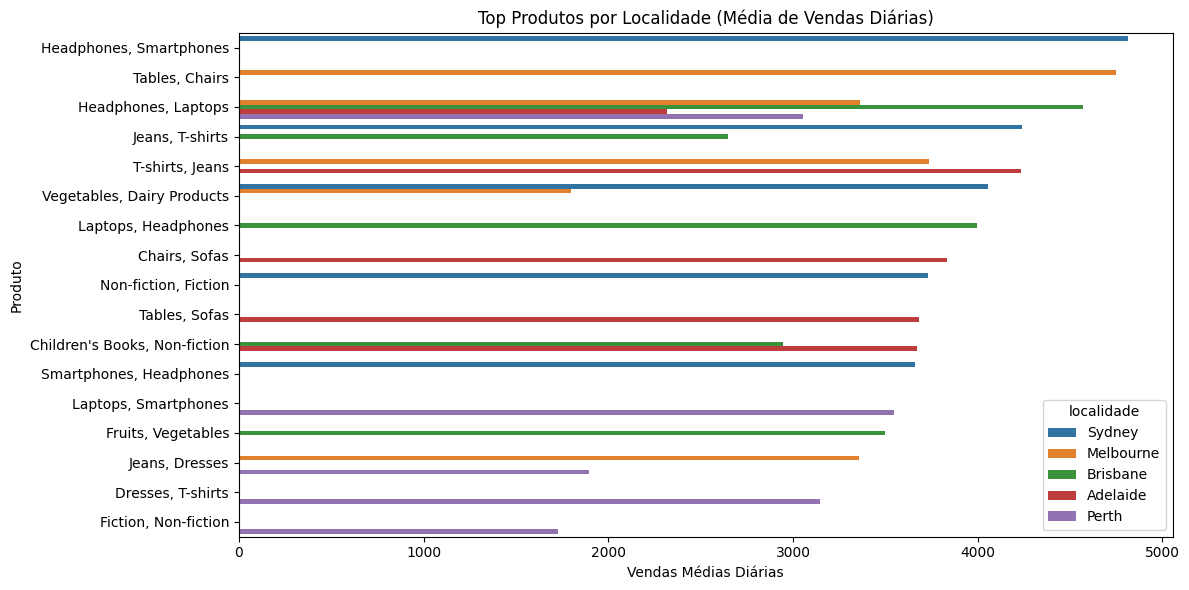 Top Produtos por Localidade (Média de Vendas Diárias)
Produto
Headphones, Smartphones
Tables, Chairs
Headphones, Laptops
Jeans, T-shirts
T-shirts, Jeans
Vegetables, Dairy Products
Laptops, Headphones
Chairs, Sofas
Non-fiction, Fiction
Tables, Sofas
Children's Books, Non-fiction
Smartphones, Headphones
Laptops, Smartphones
Fruits, Vegetables
Jeans, Dresses
Dresses, T-shirts
Fiction, Non-fiction
localidade
Sydney
Melbourne
Brisbane
Adelaide
Perth
0 1000 2000 3000 4000 5000
Vendas Médias Diárias